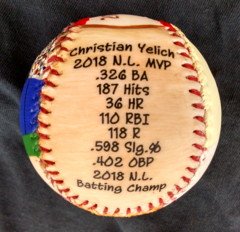 Christian Yelich
2018 N.L. MVP
.326 BA
187 Hits
36 HR
110 RBI
118 R
.598 Slg.%
.402 OBP
2018 N.L.
Batting Champ